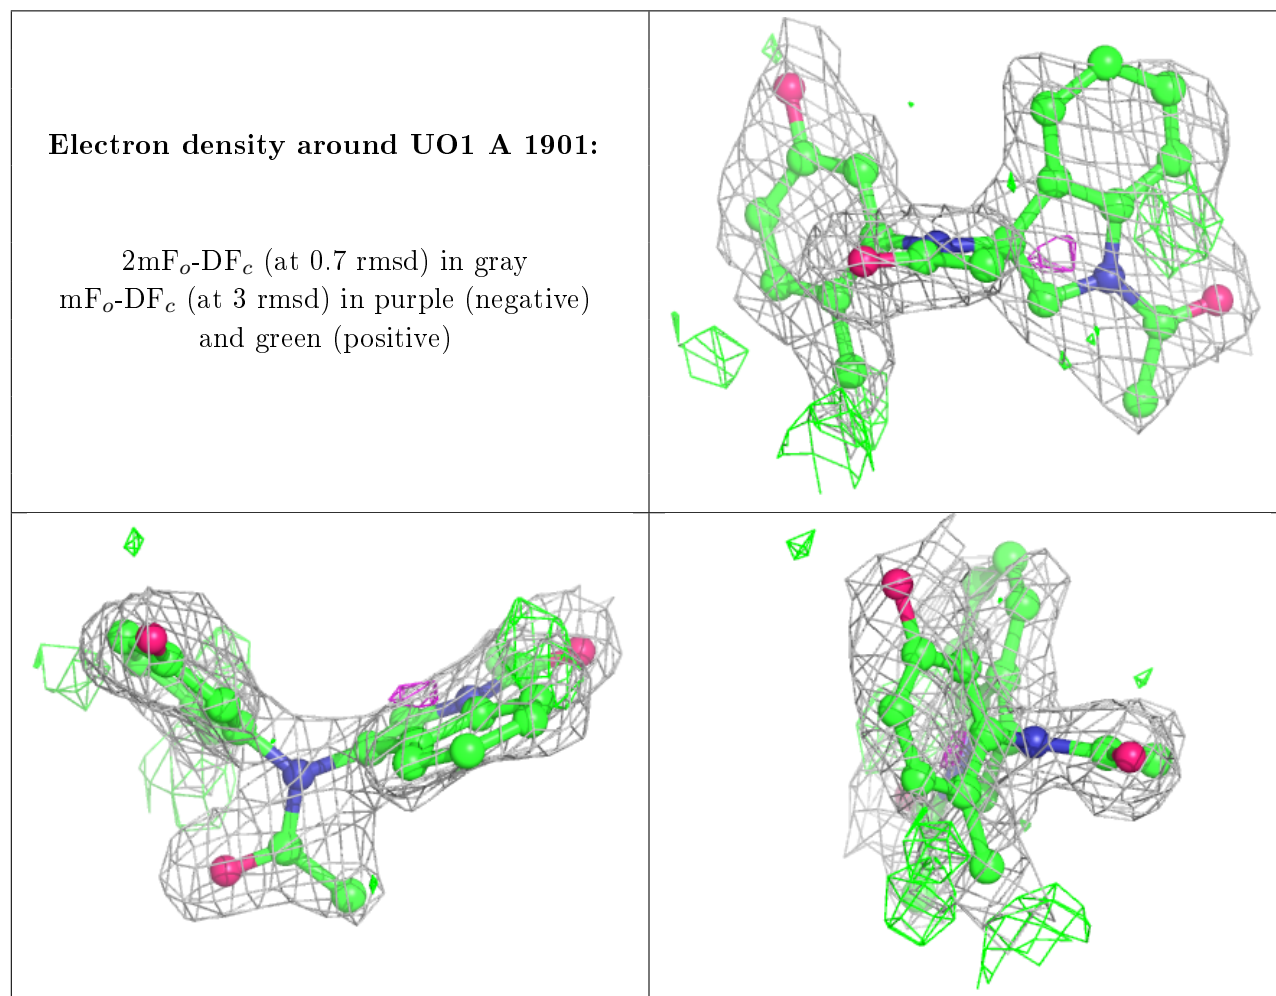 Electron density around UO1 A 1901:
2mFo-DFc (at 0.7 rmsd) in gray
mFo-DFc (at 3 rmsd) in purple (negative)
and green (positive)